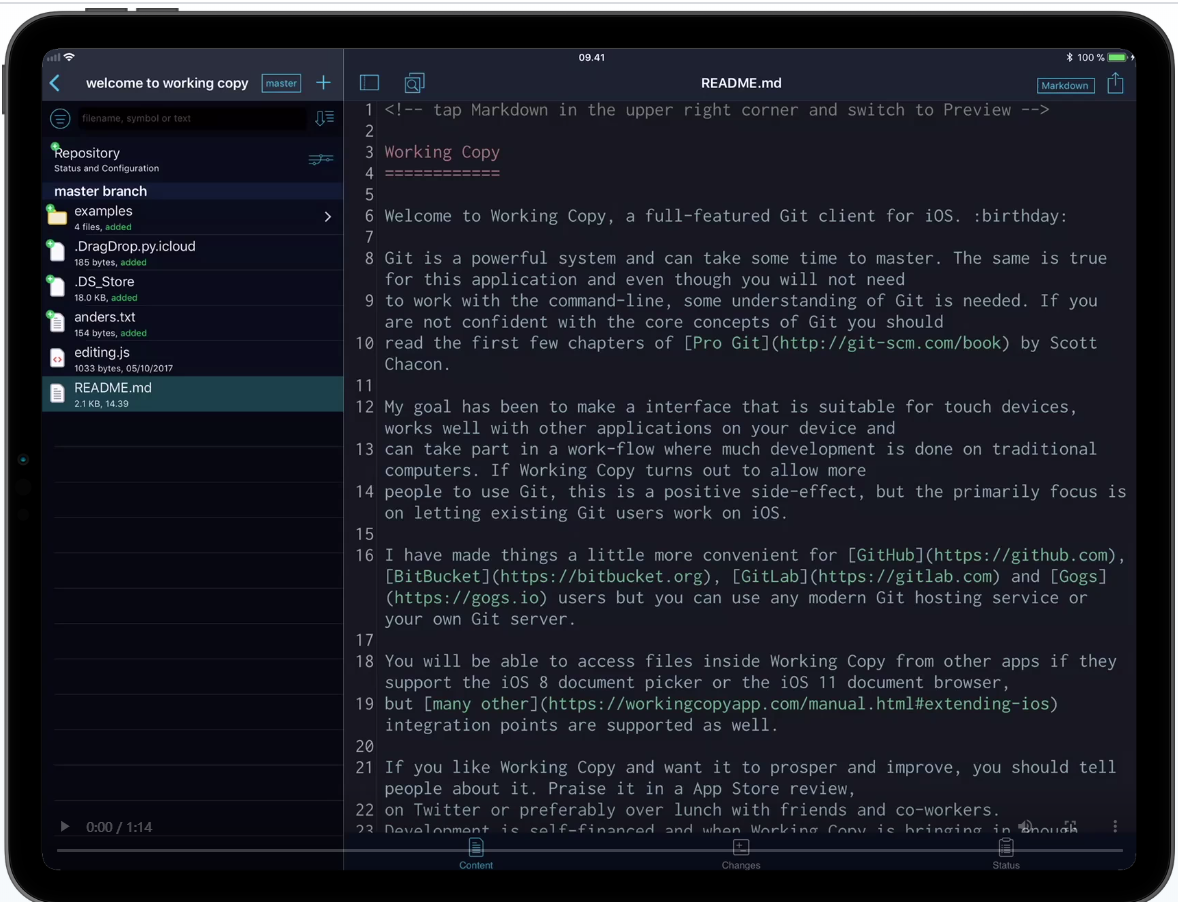 09.41
100 %
welcome to working copy
master
README.md
Markdown
filename, symbol or text
Repository
Status and Configuration
master branch
examples
4 files, added
.DragDrop.py.icloud
185 bytes, added
.DS_Store
18.0 KB, added
anders.txt
154 bytes, added
editing.js
1033 bytes, 05/10/2017
README.md
2.1 KB, 14.39
1 <!-- tap Markdown in the upper right corner and switch to Preview -->
2
3 Working Copy
4 ============
5
6 Welcome to Working Copy, a full-featured Git client for iOS. :birthday:
7
8 Git is a powerful system and can take some time to master. The same is true
for this application and even though you will not need
9 to work with the command-line, some understanding of Git is needed. If you
are not confident with the core concepts of Git you should
10 read the first few chapters of [Pro Git](http://git-scm.com/book) by Scott
Chacon.
11
12 My goal has been to make a interface that is suitable for touch devices,
works well with other applications on your device and
13 can take part in a work-flow where much development is done on traditional
computers. If Working Copy turns out to allow more
14 people to use Git, this is a positive side-effect, but the primarily focus is
on letting existing Git users work on iOS.
15
16 I have made things a little more convenient for [GitHub](https://github.com),
[BitBucket](https://bitbucket.org), [GitLab](https://gitlab.com) and [Gogs]
(https://gogs.io) users but you can use any modern Git hosting service or
your own Git server.
17
18 You will be able to access files inside Working Copy from other apps if they
support the iOS 8 document picker or the iOS 11 document browser,
19 but [many other](https://workingcopyapp.com/manual.html#extending-ios)
integration points are supported as well.
20
21 If you like Working Copy and want it to prosper and improve, you should tell
people about it. Praise it in a App Store review,
22 on Twitter or preferably over lunch with friends and co-workers.
23 Development is self-financed and when Working Copy is bringing in enough
0:00 / 1:14
Content
Changes
Status